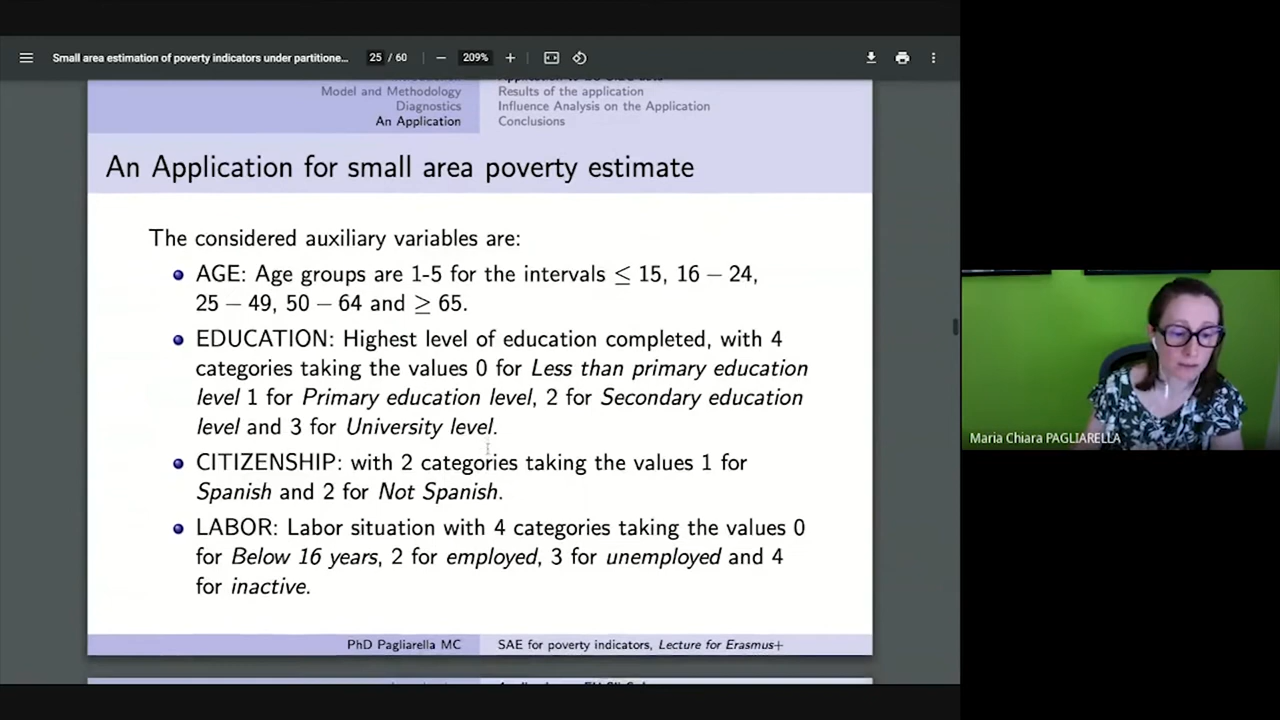 Small area estimation of poverty indicators under partitione...
25 / 60
209%
Model and Methodology
Diagnostics
An Application
Results of the application
Influence Analysis on the Application
Conclusions
An Application for small area poverty estimate
The considered auxiliary variables are:
AGE: Age groups are 1-5 for the intervals ≤ 15, 16 − 24,
25 − 49, 50 − 64 and ≥ 65.
EDUCATION: Highest level of education completed, with 4
categories taking the values 0 for Less than primary education
level 1 for Primary education level, 2 for Secondary education
level and 3 for University level.
CITIZENSHIP: with 2 categories taking the values 1 for
Spanish and 2 for Not Spanish.
LABOR: Labor situation with 4 categories taking the values 0
for Below 16 years, 2 for employed, 3 for unemployed and 4
for inactive.
PhD Pagliarella MC
SAE for poverty indicators, Lecture for Erasmus+
Maria Chiara PAGLIARELLA